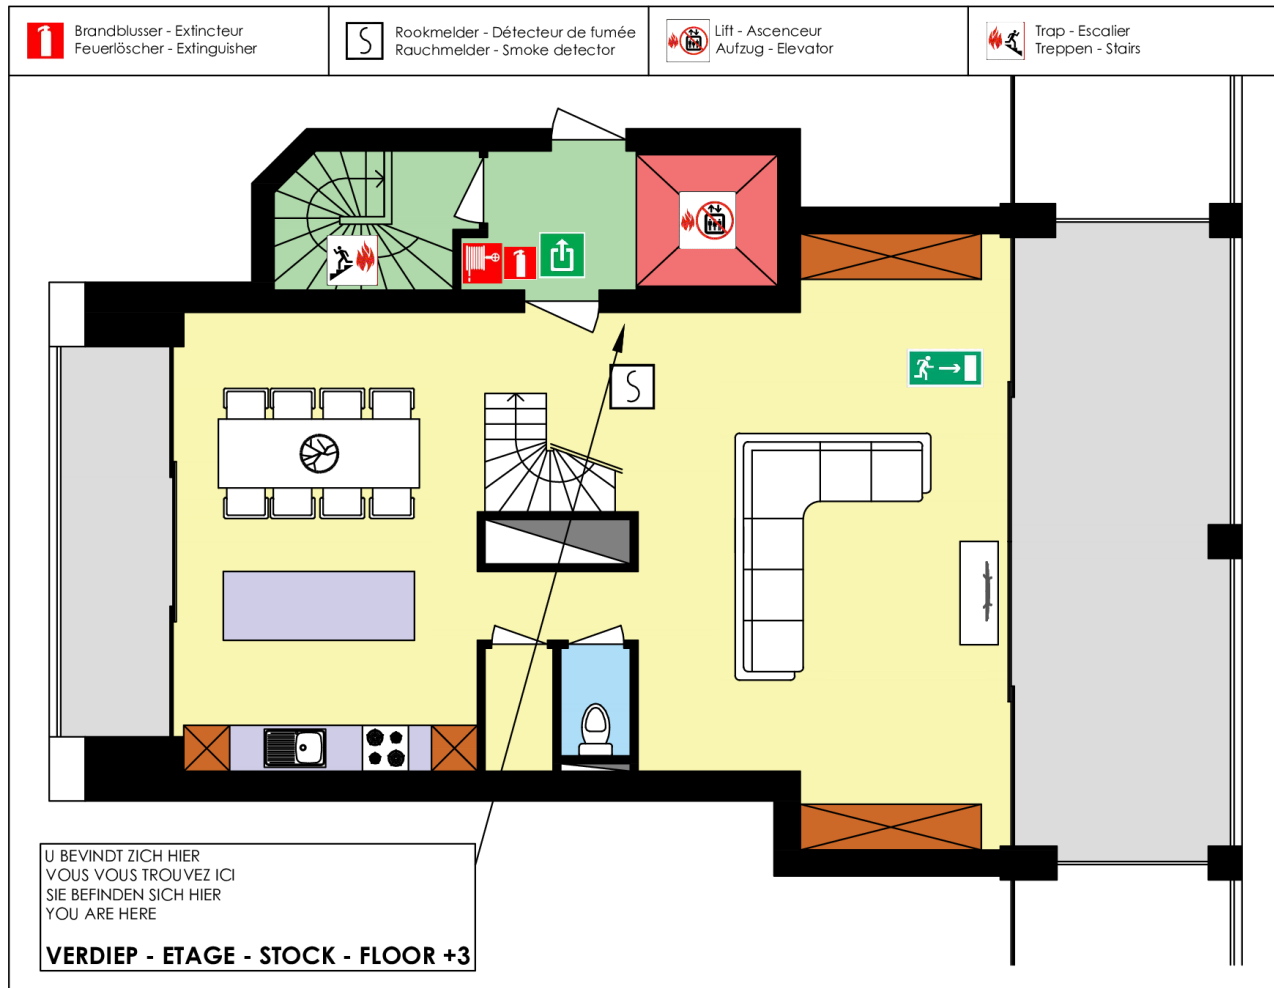 Brandblusser - Extincteur
Feuerlöscher - Extinguisher
S
Rookmelder - Détecteur de fumée
Rauchmelder - Smoke detector
Lift - Ascenceur
Aufzug - Elevator
Trap - Escalier
Treppen - Stairs
S
U BEVINDT ZICH HIER
VOUS VOUS TROUVEZ ICI
SIE BEFINDEN SICH HIER
YOU ARE HERE
VERDIEP - ETAGE - STOCK - FLOOR +3